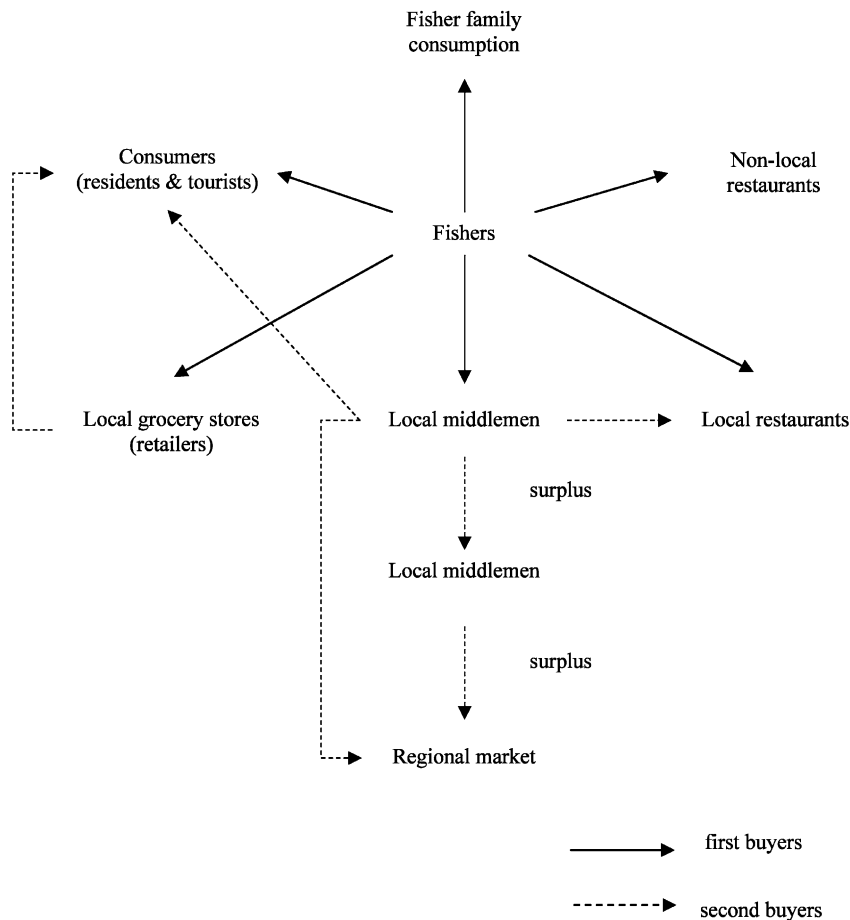 Fisher family
consumption
Consumers
(residents & tourists)
Non-local
restaurants
Fishers
Local grocery stores
(retailers)
Local middlemen
Local restaurants
surplus
Local middlemen
surplus
Regional market
first buyers
second buyers